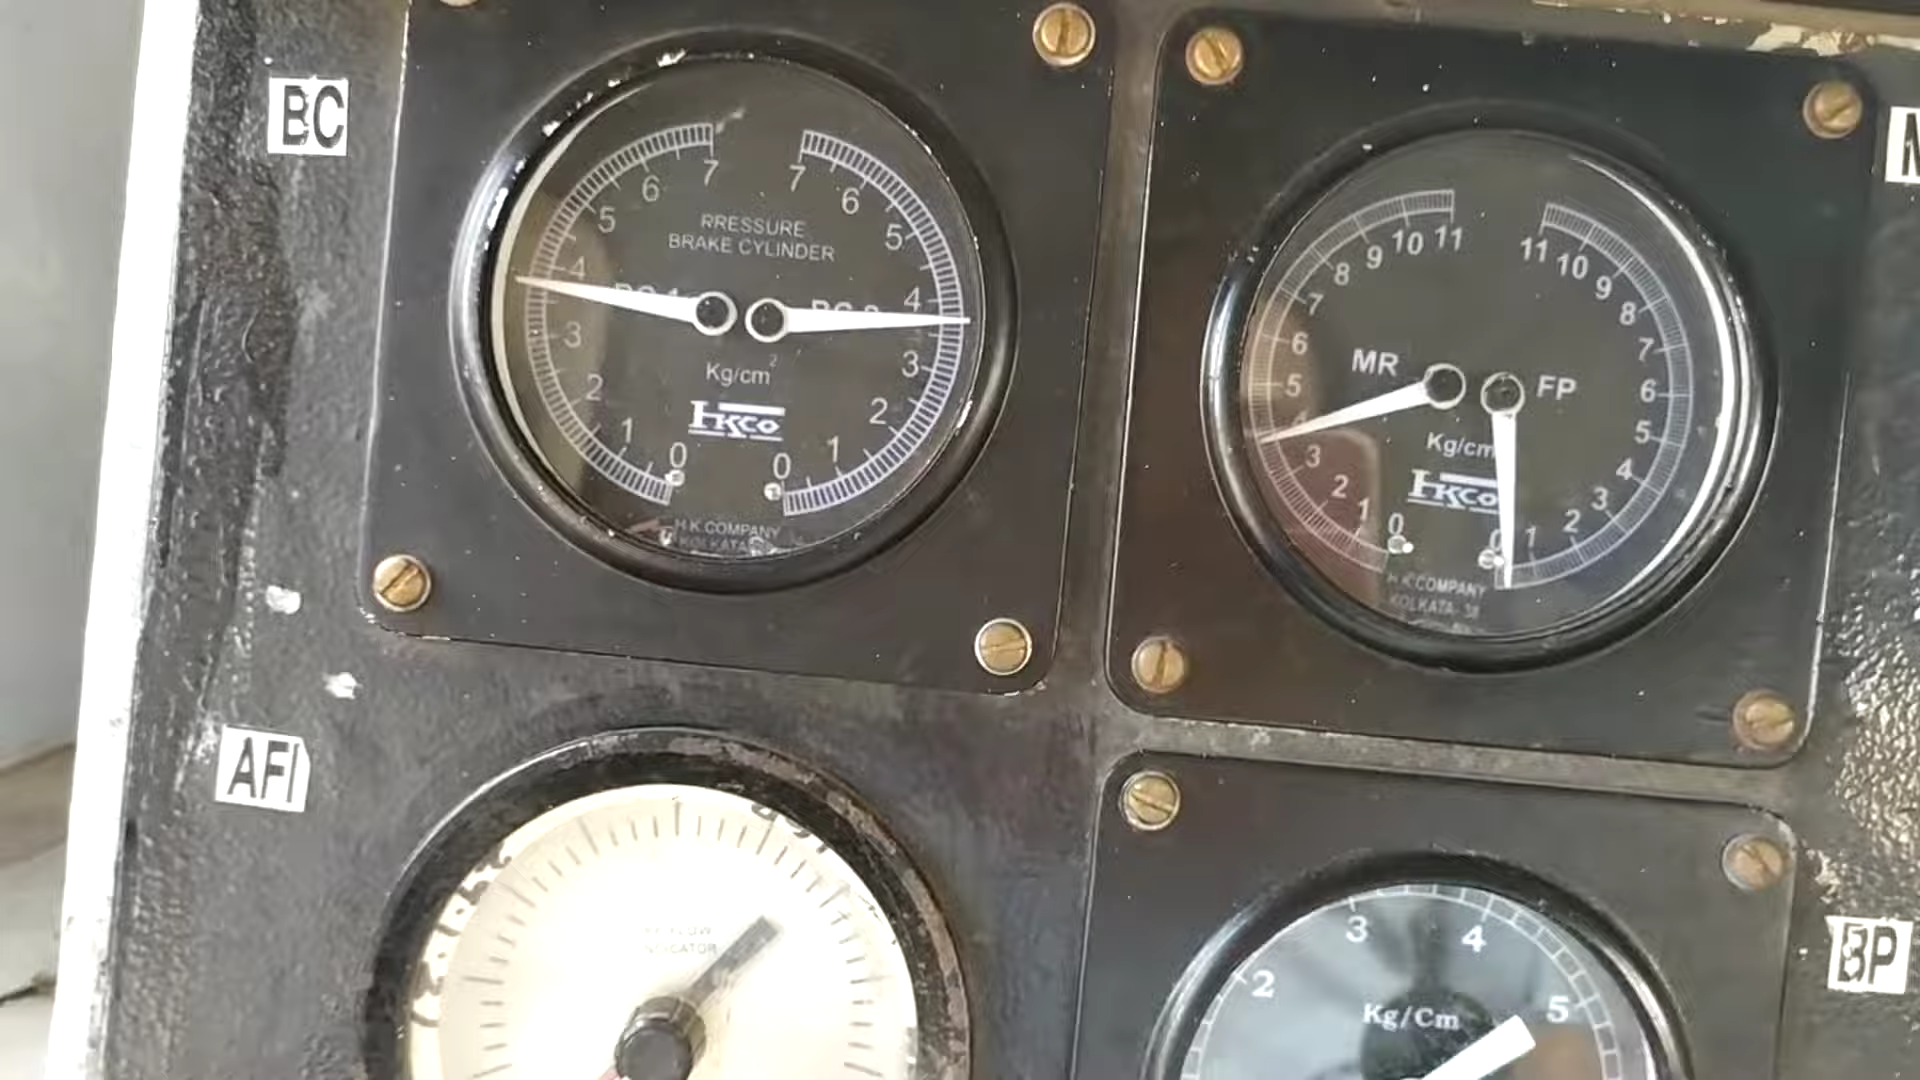 BC
7 7
6 6
5 5
RRESSURE
BRAKE CYLINDER
4 4
3 3
Kg/cm²
2 2
HKCo
1 1
0 0
H.K.COMPANY
KOLKATA
11 11
10 10
9 9
8 8
7 7
6 6
MR FP
5 5
4 4
Kg/cm
3 3
HKCo
2 2
1 1
0 0
H.K.COMPANY
KOLKATA- 38
AFI
3 4
2 5
Kg/Cm
BP